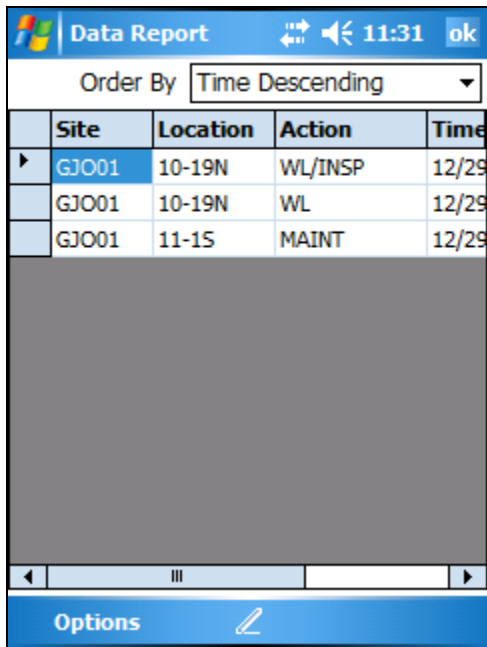 Data Report 11:31 ok
Order By Time Descending
Site Location Action Time
GJO01 10-19N WL/INSP 12/29
GJO01 10-19N WL 12/29
GJO01 11-1S MAINT 12/29
Options